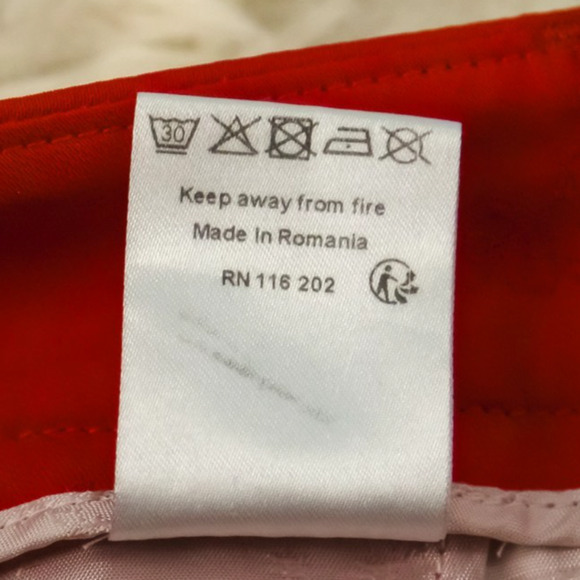 30
Keep away from fire
Made In Romania
RN 116 202